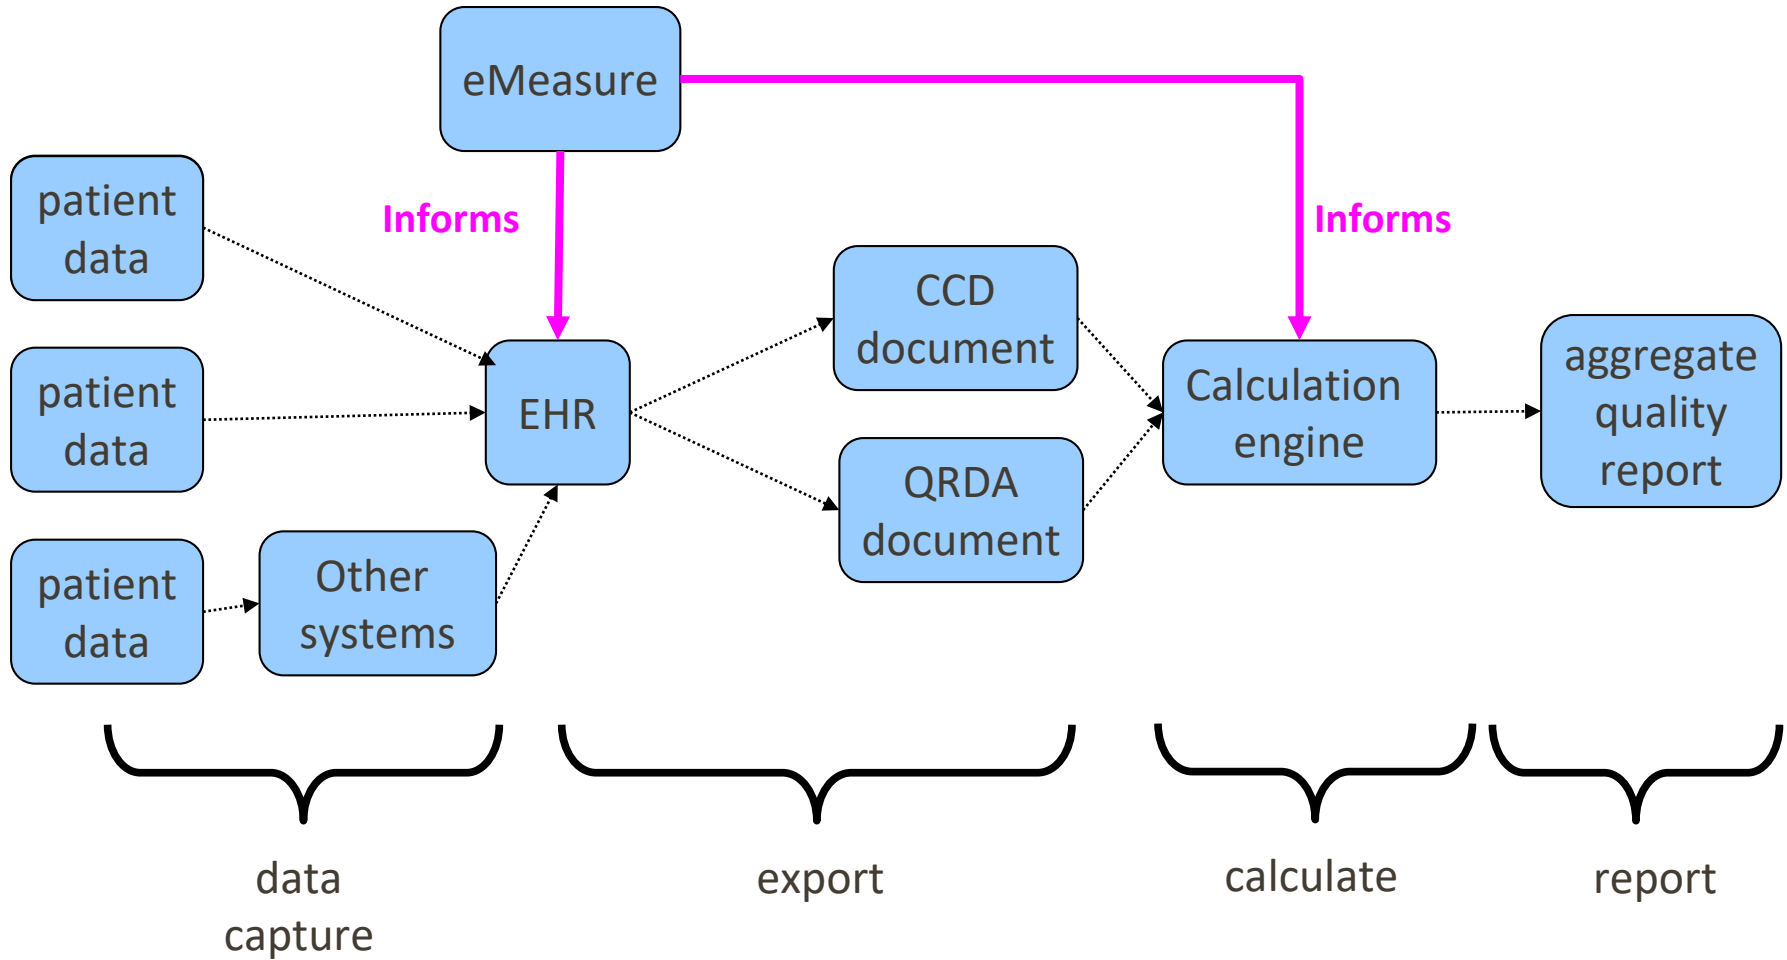 eMeasure
patient
data
Informs
Informs
patient
data
EHR
CCD
document
Calculation
engine
aggregate
quality
report
QRDA
document
patient
data
Other
systems
data
capture
export
calculate
report